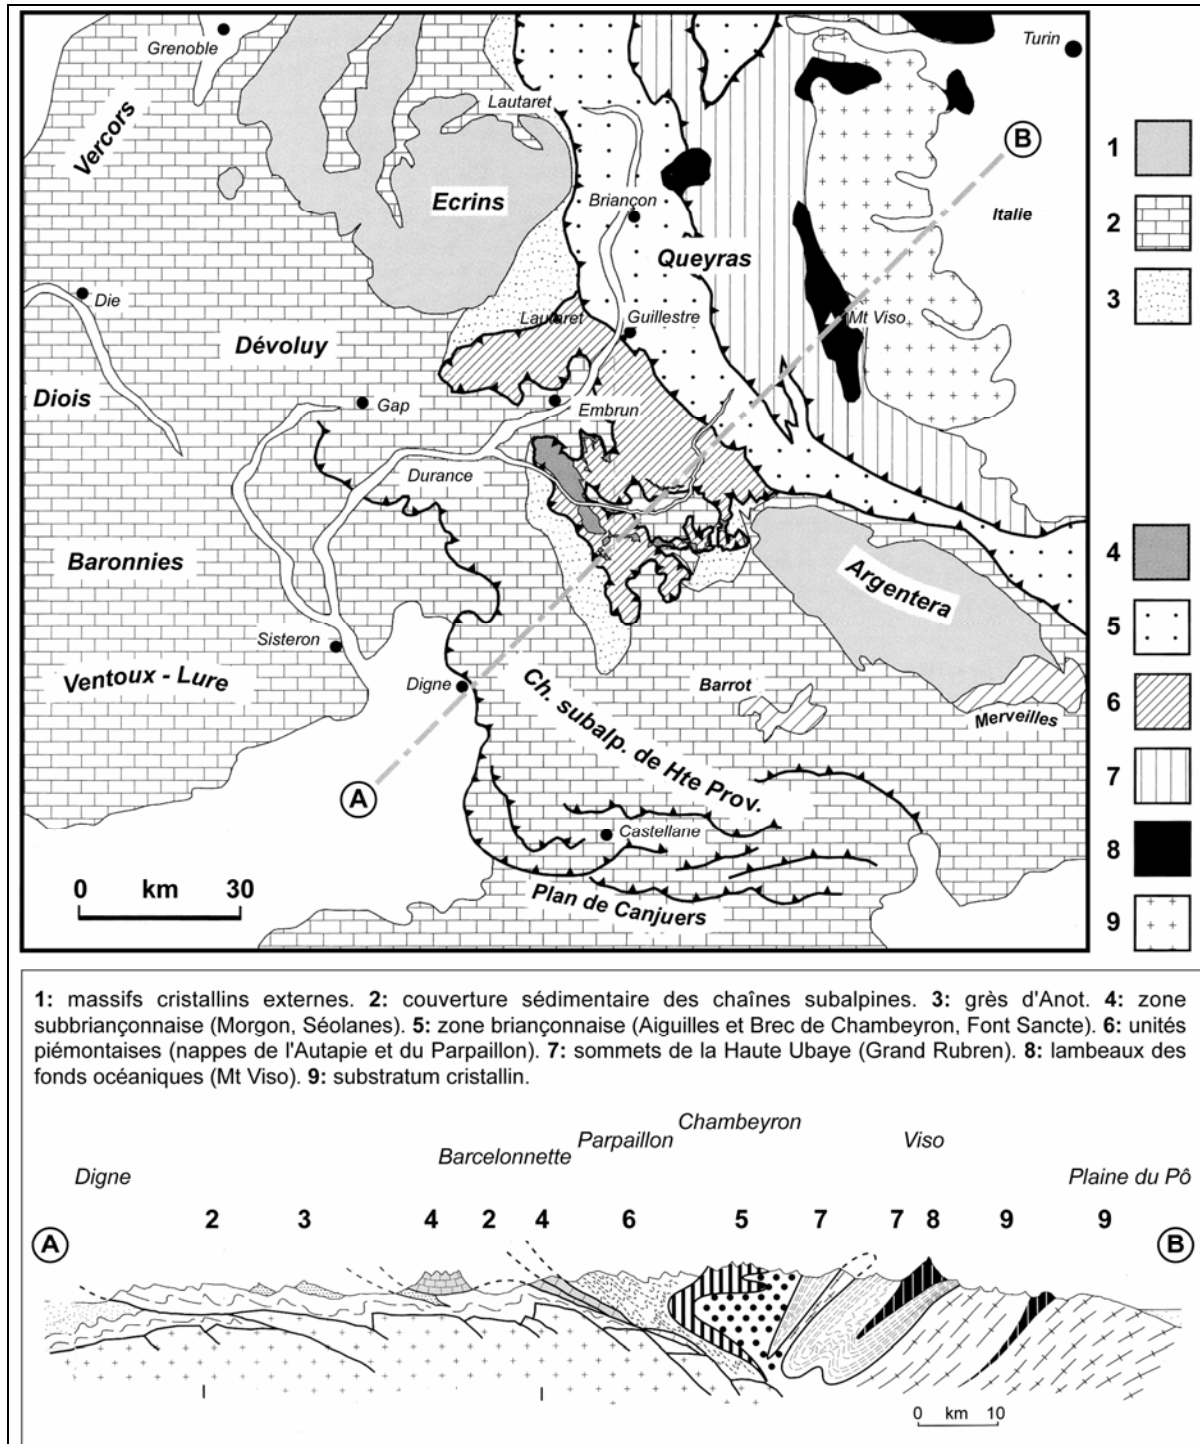 Grenoble
Turin
Vercors
Lautaret
B
Ecrins
Briançon
Italie
Queyras
Die
Lautaret
Guillestre
Mt Viso
Dévoluy
Diois
Gap
Embrun
Durance
Baronnies
Argentera
Sisteron
Ventoux - Lure
Digne
Ch. subalp. de Hte Prov.
Barrot
Merveilles
A
Castellane
0 km 30
Plan de Canjuers
1
2
3
4
5
6
7
8
9
1: massifs cristallins externes. 2: couverture sédimentaire des chaînes subalpines. 3: grès d'Anot. 4: zone
subbriançonnaise (Morgon, Séolanes). 5: zone briançonnaise (Aiguilles et Brec de Chambeyron, Font Sancte). 6: unités
piémontaises (nappes de l'Autapie et du Parpaillon). 7: sommets de la Haute Ubaye (Grand Rubren). 8: lambeaux des
fonds océaniques (Mt Viso). 9: substratum cristallin.
Chambeyron
Parpaillon
Viso
Barcelonnette
Digne
Plaine du Pô
2 3 4 2 4 6 5 7 7 8 9 9
A
B
0 km 10